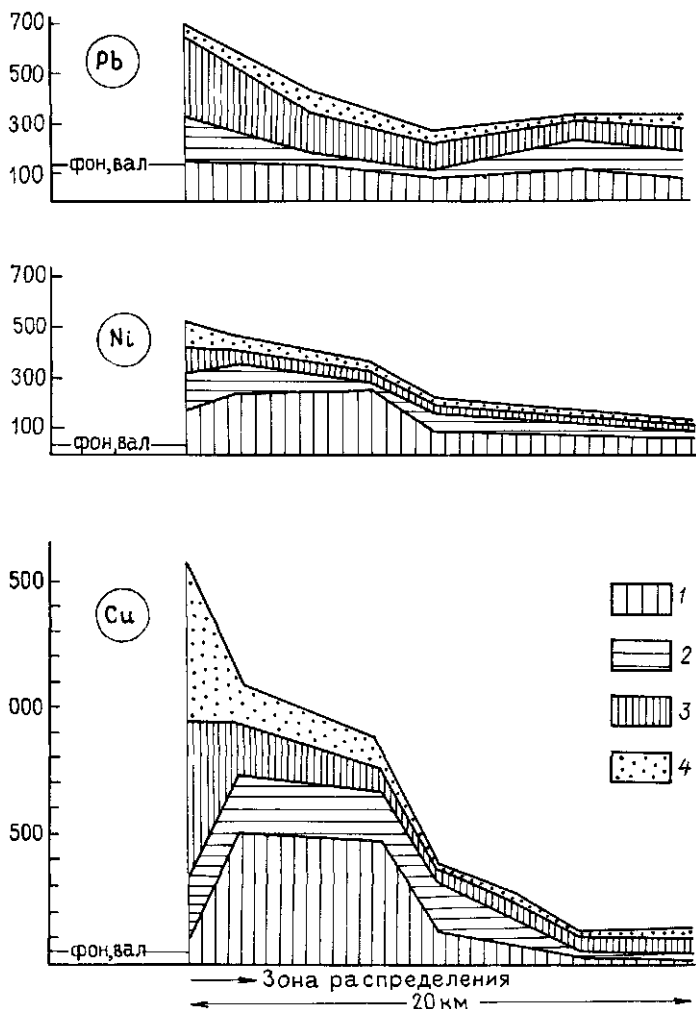 700
Pb
500
300
фон,вал
100
700
Ni
500
300
100
фон,вал
500
Cu
1
2
000
3
4
500
фон,вал
Зона распределения
20 км